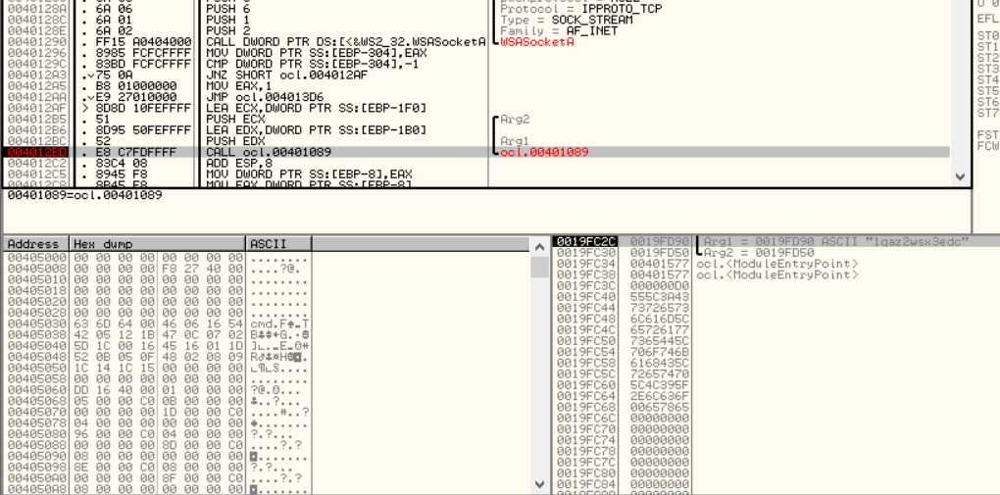 0040128A . 6A 06 PUSH 6 Protocol = IPPROTO_TCP
0040128C . 6A 01 PUSH 1 Type = SOCK_STREAM
0040128E . 6A 02 PUSH 2 Family = AF_INET
00401290 . FF15 A0404000 CALL DWORD PTR DS:[<&WS2_32.WSASocketA WSASocketA
00401296 . 8985 FCFCFFFF MOV DWORD PTR SS:[EBP-304],EAX
0040129C . 83BD FCFCFFFF CMP DWORD PTR SS:[EBP-304],-1
004012A3 .v75 0A JNZ SHORT ocl.004012AF
004012A5 . B8 01000000 MOV EAX,1
004012AA .vE9 27010000 JMP ocl.004013D6
004012AF > 8D8D 10FEFFFF LEA ECX,DWORD PTR SS:[EBP-1F0]
004012B5 . 51 PUSH ECX Arg2
004012B6 . 8D95 50FEFFFF LEA EDX,DWORD PTR SS:[EBP-1B0]
004012BC . 52 PUSH EDX Arg1
004012BD . E8 C7FDFFFF CALL ocl.00401089 ocl.00401089
004012C2 . 83C4 08 ADD ESP,8
004012C5 . 8945 F8 MOV DWORD PTR SS:[EBP-8],EAX
004012C8 . 8B45 F8 MOV EAX,DWORD PTR SS:[EBP-8]
EFL
ST0
ST1
ST2
ST3
ST4
ST5
ST6
ST7
FST
FCW
00401089=ocl.00401089
Address Hex dump ASCII
00405000 00 00 00 00 00 00 00 00 ........
00405008 00 00 00 00 F8 27 40 00 ....?@.
00405010 00 00 00 00 00 00 00 00 ........
00405018 00 00 00 00 00 00 00 00 ........
00405020 00 00 00 00 00 00 00 00 ........
00405028 00 00 00 00 00 00 00 00 ........
00405030 63 6D 64 00 46 06 16 54 cmd.F
00405038 42 05 12 1B 47 0C 07 02
00405040 5D 1C 00 16 45 16 01 1D
00405048 52 0B 05 0F 48 02 08 09
00405050 1C 14 1C 15 00 00 00 00
00405058 00 00 00 00 00 00 00 00 ........
00405060 DD 16 40 00 01 00 00 00
00405068 05 00 00 C0 0B 00 00 00
00405070 00 00 00 00 1D 00 00 C0
00405078 04 00 00 00 00 00 00 00
00405080 96 00 00 C0 04 00 00 00
00405088 00 00 00 00 8D 00 00 C0
00405090 08 00 00 00 00 00 00 00
00405098 8E 00 00 C0 08 00 00 00
004050A0 00 00 00 00 8F 00 00 C0
004050A8 08 00 00 00 00 00 00 00
0019FC2C 0019FD90 Arg1 = 0019FD90 ASCII "1qaz2wsx3edc"
0019FC30 0019FD50 Arg2 = 0019FD50
0019FC34 00401577 ocl.<ModuleEntryPoint>
0019FC38 00401577 ocl.<ModuleEntryPoint>
0019FC3C 000000D0
0019FC40 555C3A43
0019FC44 73726573
0019FC48 6C616D5C
0019FC4C 65726177
0019FC50 7365445C
0019FC54 706F746B
0019FC58 6168435C
0019FC5C 72657470
0019FC60 5C4C395F
0019FC64 2E6C636F
0019FC68 00657865
0019FC6C 00000000
0019FC70 00000000
0019FC74 00000000
0019FC78 00000000
0019FC7C 00000000
0019FC80 00000000
0019FC84 00000000